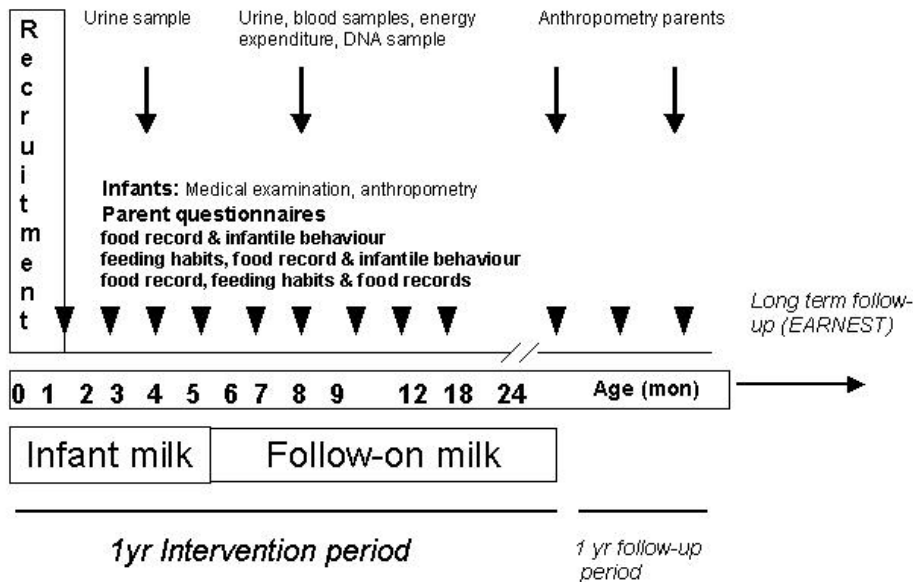 Recruitment
Urine sample
Urine, blood samples, energy
expenditure, DNA sample
Anthropometry parents
Infants: Medical examination, anthropometry
Parent questionnaires
food record & infantile behaviour
feeding habits, food record & infantile behaviour
food record, feeding habits & food records
Long term follow-
up (EARNEST)
0 1 2 3 4 5 6 7 8 9 12 18 24 Age (mon)
Infant milk Follow-on milk
1yr Intervention period
1 yr follow-up
period